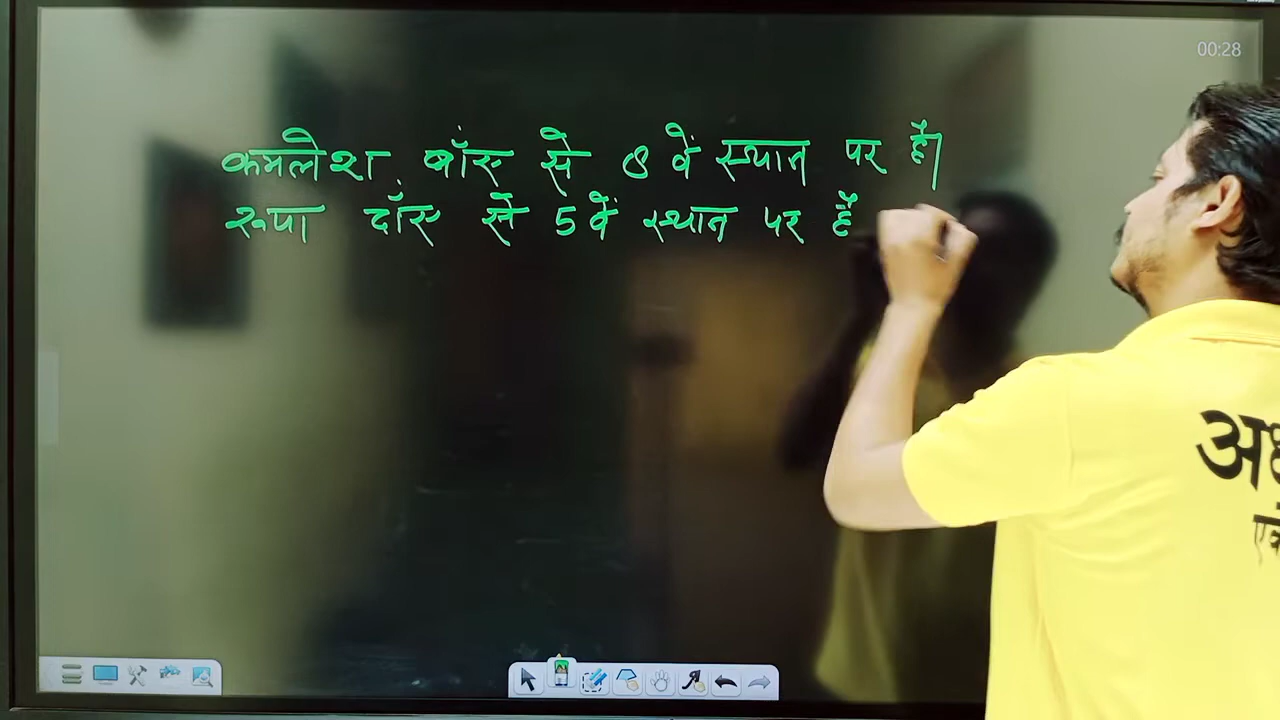 00:28
कमलेश बाँए से 8 वें स्थान पर है।
रूपा दाँए से 5 वें स्थान पर है